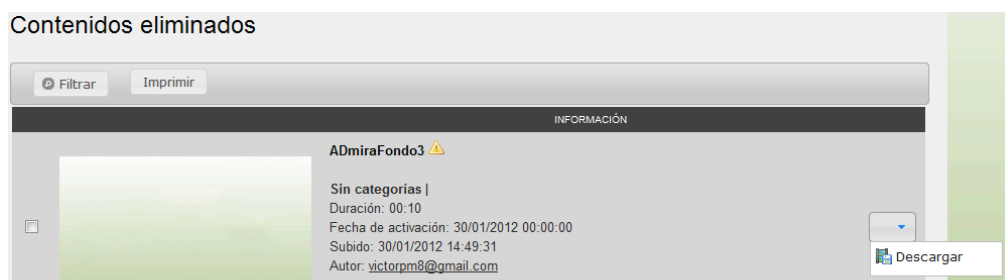 Contenidos eliminados
Filtrar Imprimir
INFORMACIÓN
ADmiraFondo3
Sin categorías |
Duración: 00:10
Fecha de activación: 30/01/2012 00:00:00
Subido: 30/01/2012 14:49:31
Autor: victorpm8@gmail.com
Descargar